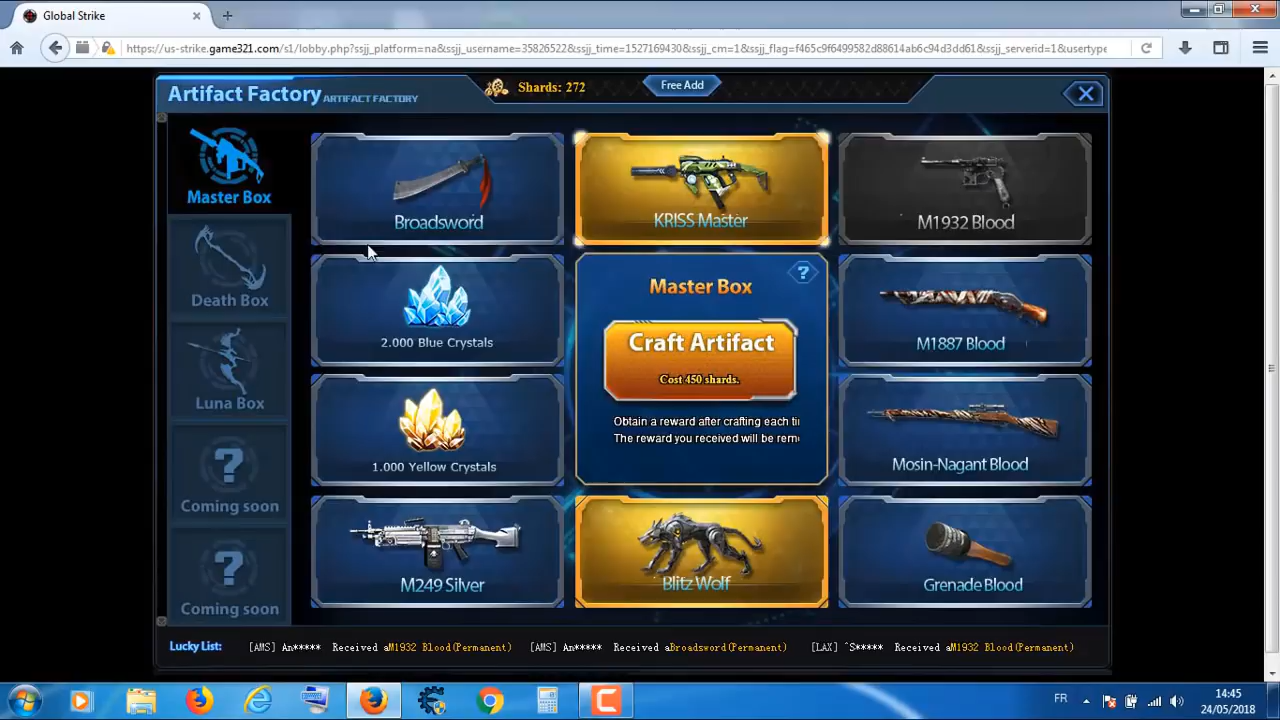 Global Strike
https://us-strike.game321.com/s1/lobby.php?ssjj_platform=na&ssjj_username=35826522&ssjj_time=1527169430&ssjj_cm=1&ssjj_flag=f465c9f6499582d88614ab6c94d3dd61&ssjj_serverid=1&usertype
Artifact Factory ARTIFACT FACTORY
Shards: 272
Free Add
Master Box
Death Box
Luna Box
?
Coming soon
?
Coming soon
Broadsword
KRISS Master
M1932 Blood
2.000 Blue Crystals
Master Box
?
Craft Artifact
Cost 450 shards.
Obtain a reward after crafting each ti
The reward you received will be rem
M1887 Blood
1.000 Yellow Crystals
Mosin-Nagant Blood
M249 Silver
Blitz Wolf
Grenade Blood
Lucky List: [AMS] An***** Received aM1932 Blood(Permanent) [AMS] An***** Received aBroadsword(Permanent) [LAX] ^S***** Received aM1932 Blood(Permanent)
FR
14:45
24/05/2018